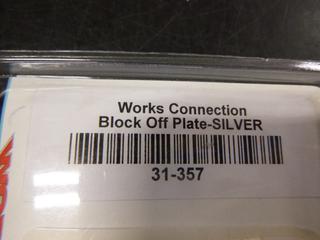 Works Connection
Block Off Plate-SILVER
31-357